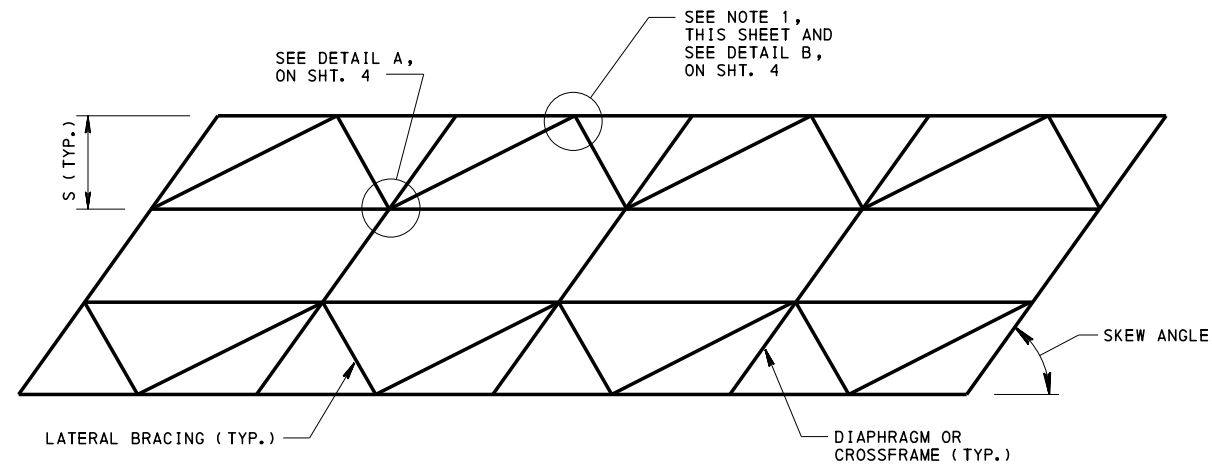 SEE NOTE 1,
THIS SHEET AND
SEE DETAIL B,
ON SHT. 4
SEE DETAIL A,
ON SHT. 4
S (TYP.)
SKEW ANGLE
LATERAL BRACING (TYP.)
DIAPHRAGM OR
CROSSFRAME (TYP.)